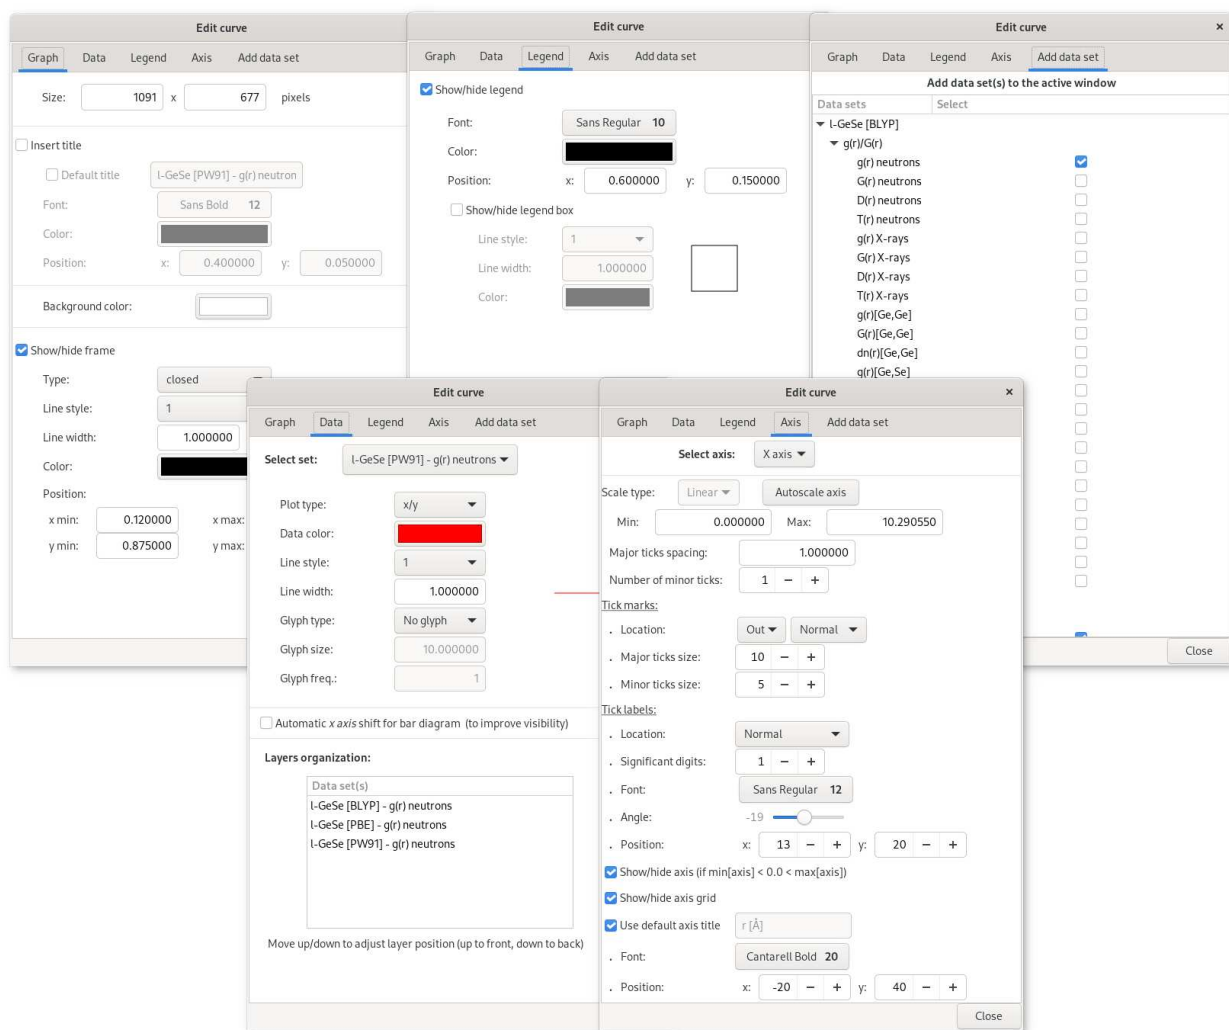 Edit curve
Graph Data Legend Axis Add data set
Size: 1091 x 677 pixels
Insert title
Default title l-GeSe [PW91] - g(r) neutron
Font: Sans Bold 12
Color:
Position: x: 0.400000 y: 0.050000
Background color:
Show/hide frame
Type: closed
Line style: 1
Line width: 1.000000
Color:
Position:
x min: 0.120000 x max:
y min: 0.875000 y max:
Edit curve
Graph Data Legend Axis Add data set
Show/hide legend
Font: Sans Regular 10
Color:
Position: x: 0.600000 y: 0.150000
Show/hide legend box
Line style: 1
Line width: 1.000000
Color:
Edit curve ×
Graph Data Legend Axis Add data set
Add data set(s) to the active window
Data sets Select
l-GeSe [BLYP]
g(r)/G(r)
g(r) neutrons
G(r) neutrons
D(r) neutrons
T(r) neutrons
g(r) X-rays
G(r) X-rays
D(r) X-rays
T(r) X-rays
g(r)[Ge,Ge]
G(r)[Ge,Ge]
dn(r)[Ge,Ge]
g(r)[Ge,Se]
Close
Edit curve
Graph Data Legend Axis Add data set
Select set: l-GeSe [PW91] - g(r) neutrons
Plot type: x/y
Data color:
Line style: 1
Line width: 1.000000
Glyph type: No glyph
Glyph size: 10.000000
Glyph freq.: 1
Automatic x axis shift for bar diagram (to improve visibility)
Layers organization:
Data set(s)
l-GeSe [BLYP] - g(r) neutrons
l-GeSe [PBE] - g(r) neutrons
l-GeSe [PW91] - g(r) neutrons
Move up/down to adjust layer position (up to front, down to back)
Edit curve ×
Graph Data Legend Axis Add data set
Select axis: X axis
Scale type: Linear Autoscale axis
Min: 0.000000 Max: 10.290550
Major ticks spacing: 1.000000
Number of minor ticks: 1 − +
Tick marks:
. Location: Out Normal
. Major ticks size: 10 − +
. Minor ticks size: 5 − +
Tick labels:
. Location: Normal
. Significant digits: 1 − +
. Font: Sans Regular 12
. Angle: -19
. Position: x: 13 − + y: 20 − +
Show/hide axis (if min[axis] < 0.0 < max[axis])
Show/hide axis grid
Use default axis title r [Å]
. Font: Cantarell Bold 20
. Position: x: -20 − + y: 40 − +
Close